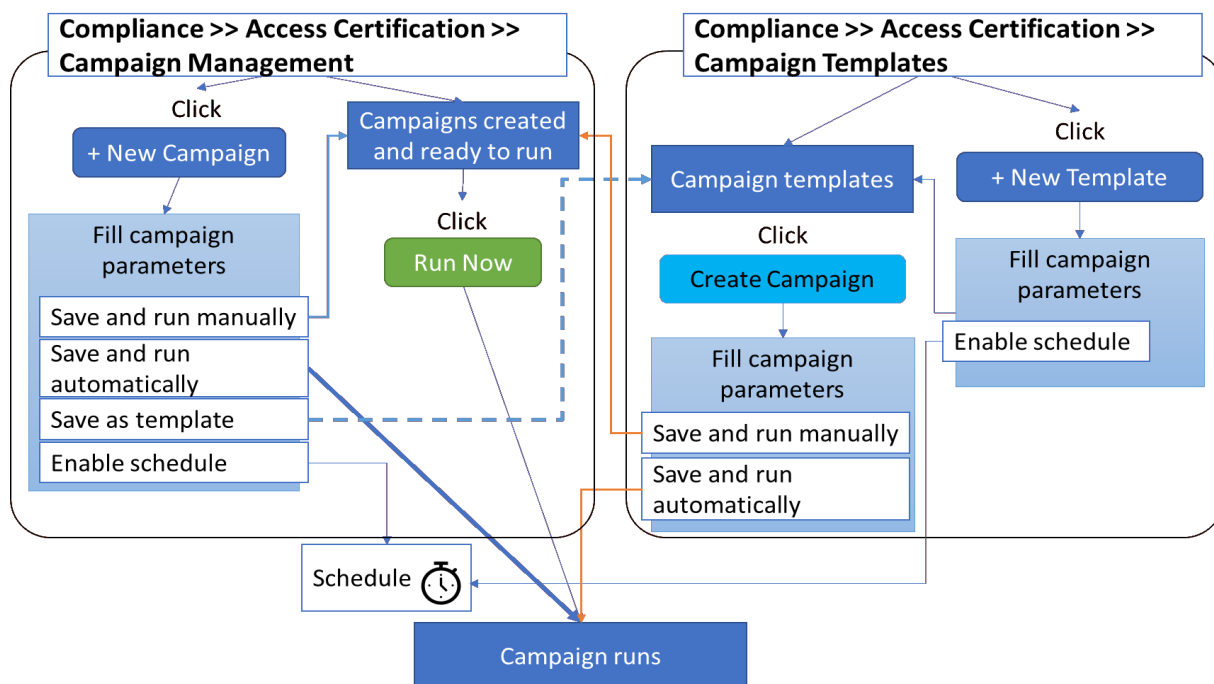 Compliance >> Access Certification >>
Campaign Management
Click
+ New Campaign
Fill campaign
parameters
Save and run manually
Save and run
automatically
Save as template
Enable schedule
Campaigns created
and ready to run
Click
Run Now
Compliance >> Access Certification >>
Campaign Templates
Campaign templates
Click
Create Campaign
Fill campaign
parameters
Save and run manually
Save and run
automatically
Click
+ New Template
Fill campaign
parameters
Enable schedule
Schedule
Campaign runs